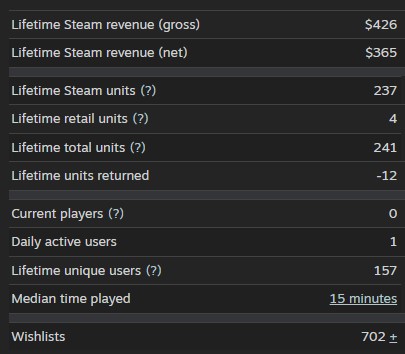 Lifetime Steam revenue (gross) $426
Lifetime Steam revenue (net) $365
Lifetime Steam units (?) 237
Lifetime retail units (?) 4
Lifetime total units (?) 241
Lifetime units returned -12
Current players (?) 0
Daily active users 1
Lifetime unique users (?) 157
Median time played 15 minutes
Wishlists 702 +